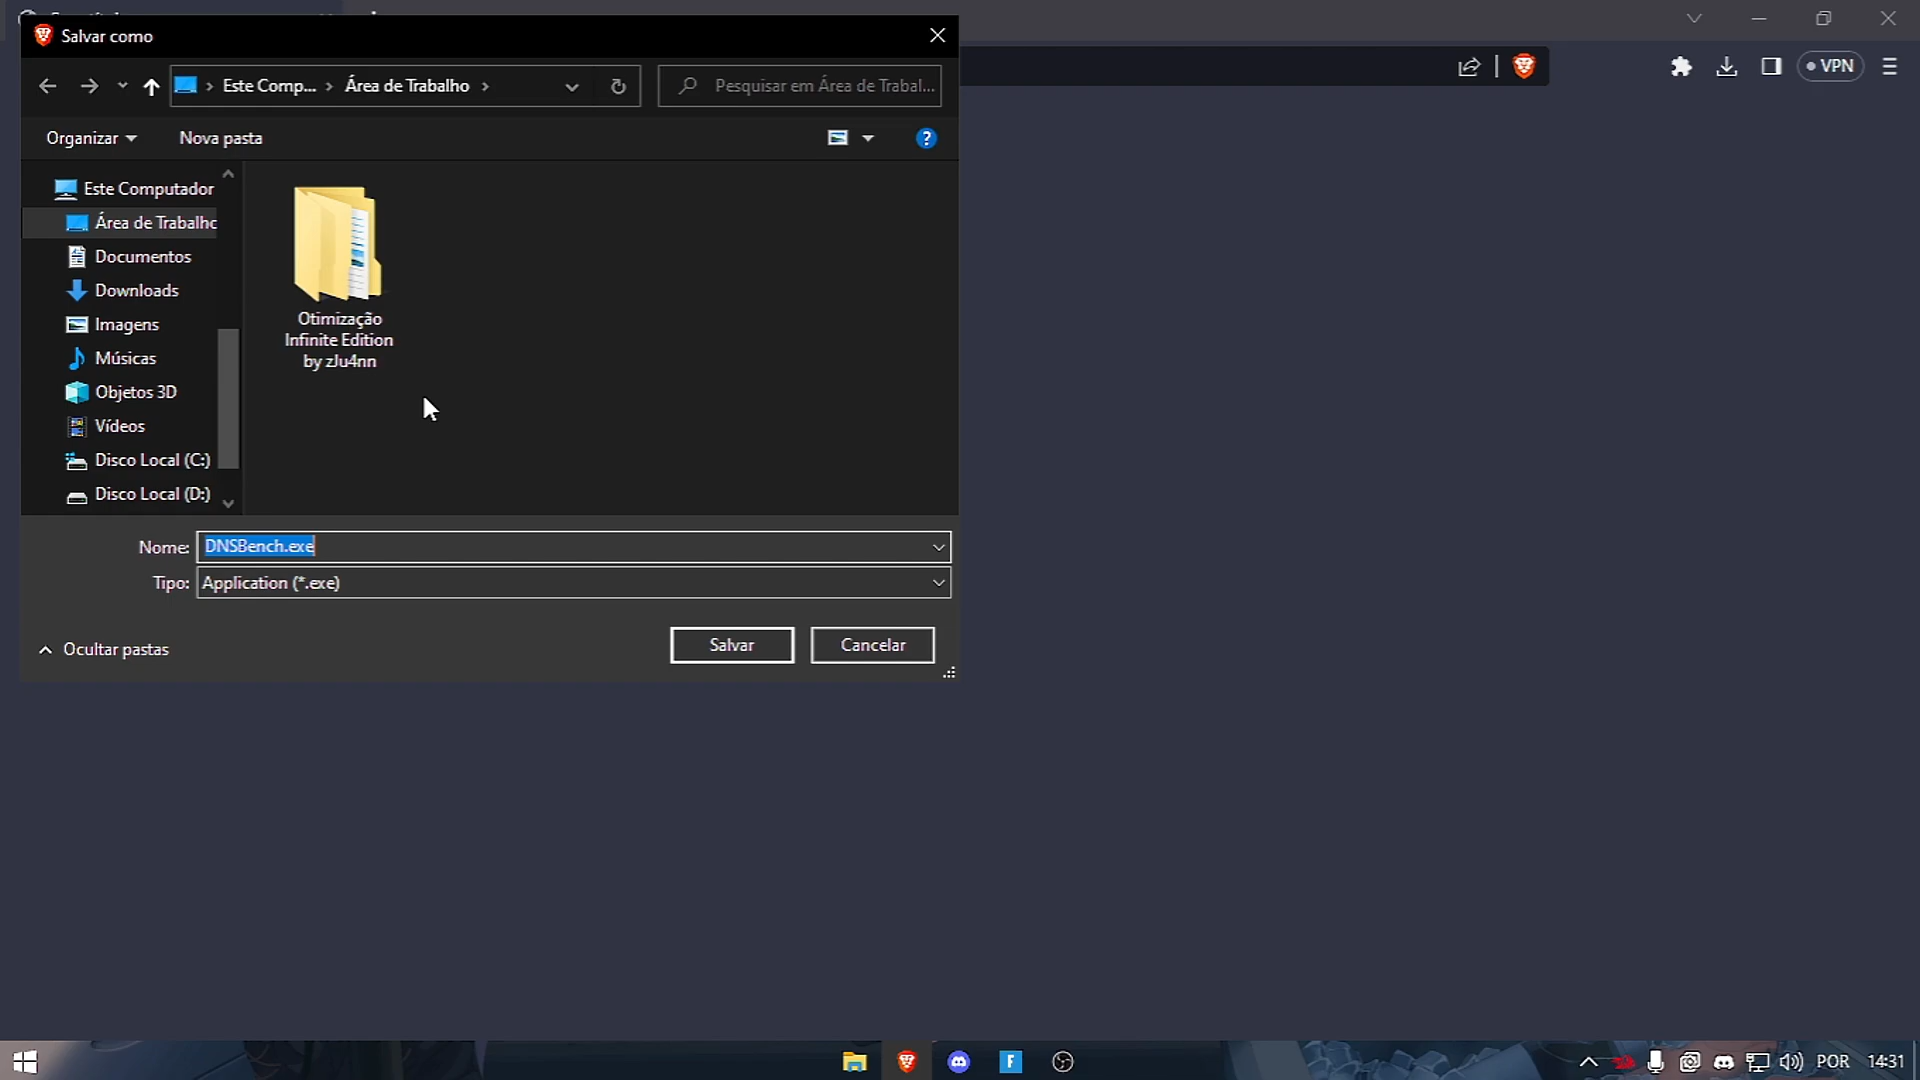 Salvar como
Este Comp... Área de Trabalho
Pesquisar em Área de Trabal...
VPN
Organizar
Nova pasta
?
Este Computador
Área de Trabalho
Documentos
Downloads
Imagens
Músicas
Objetos 3D
Vídeos
Disco Local (C:)
Disco Local (D:)
Otimização
Infinite Edition
by zJu4nn
Nome: DNSBench.exe
Tipo: Application (*.exe)
Ocultar pastas
Salvar
Cancelar
F
POR 14:31